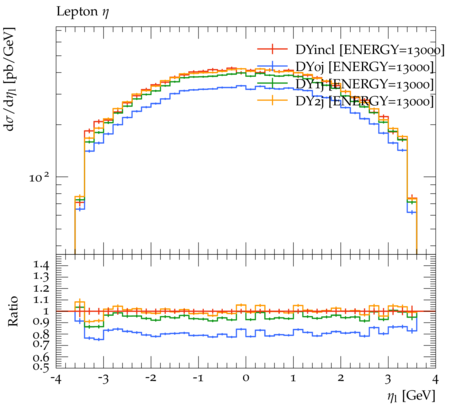 Lepton η
dσ/dηl [pb/GeV]
DYincl [ENERGY=13000]
DY0j [ENERGY=13000]
DY1j [ENERGY=13000]
DY2j [ENERGY=13000]
10²
Ratio
1.4
1.3
1.2
1.1
1
0.9
0.8
0.7
0.6
0.5
-4 -3 -2 -1 0 1 2 3 4
ηl [GeV]